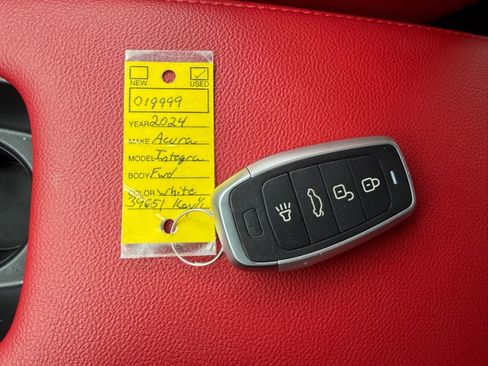 NEW USED
019999
YEAR 2024
MAKE Acura
MODEL Integra
BODY Fwd
COLOR white
39651